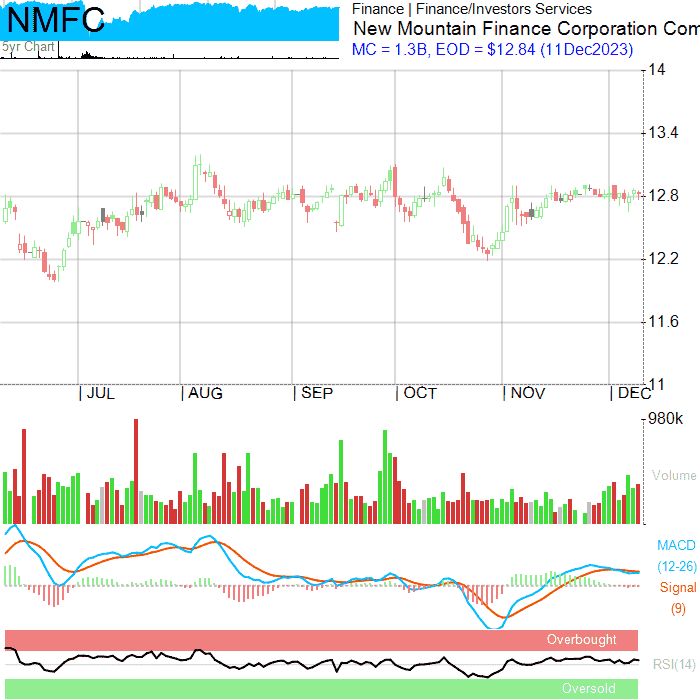 NMFC
5yr Chart
Finance | Finance/Investors Services
New Mountain Finance Corporation Com
MC = 1.3B, EOD = $12.84 (11Dec2023)
14
13.4
12.8
12.2
11.6
11
JUL AUG SEP OCT NOV DEC
980k
Volume
MACD
(12-26)
Signal
(9)
Overbought
RSI(14)
Oversold